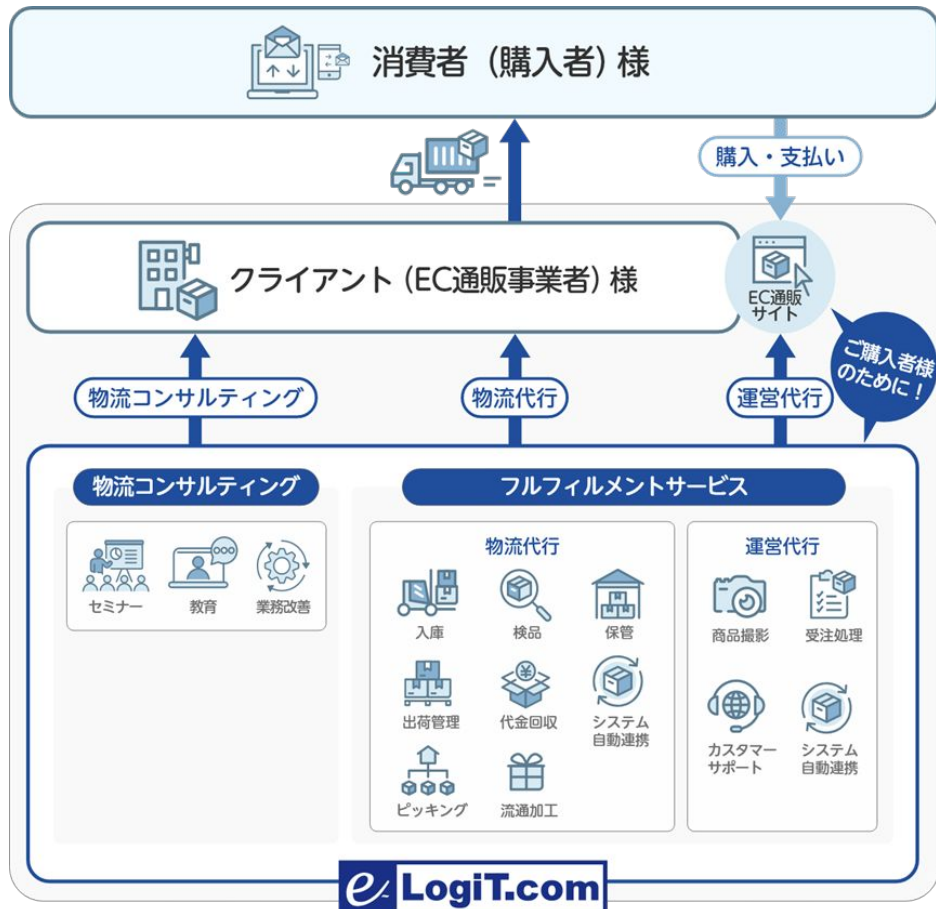 消費者（購入者）様
購入・支払い
クライアント（EC通販事業者）様
EC通販
サイト
ご購入者様
のために！
物流コンサルティング
物流代行
運営代行
物流コンサルティング
フルフィルメントサービス
セミナー
教育
業務改善
物流代行
入庫
検品
保管
出荷管理
代金回収
システム
自動連携
ピッキング
流通加工
運営代行
商品撮影
受注処理
カスタマー
サポート
システム
自動連携
e-LogiT.com